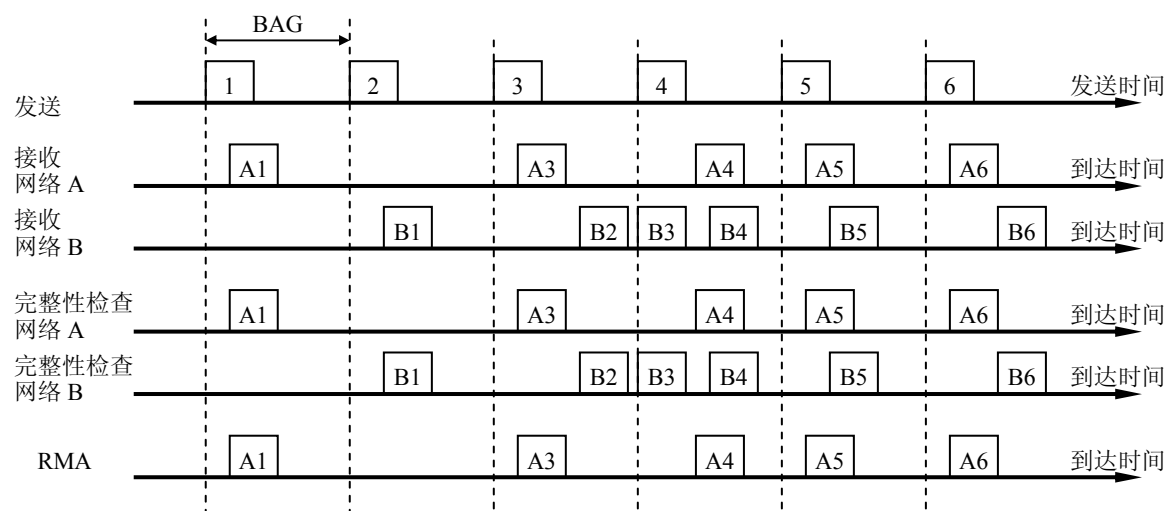 BAG
1 2 3 4 5 6
发送 发送时间
接收
网络 A
A1 A3 A4 A5 A6 到达时间
接收
网络 B
B1 B2 B3 B4 B5 B6 到达时间
完整性检查
网络 A
A1 A3 A4 A5 A6 到达时间
完整性检查
网络 B
B1 B2 B3 B4 B5 B6 到达时间
RMA A1 A3 A4 A5 A6 到达时间